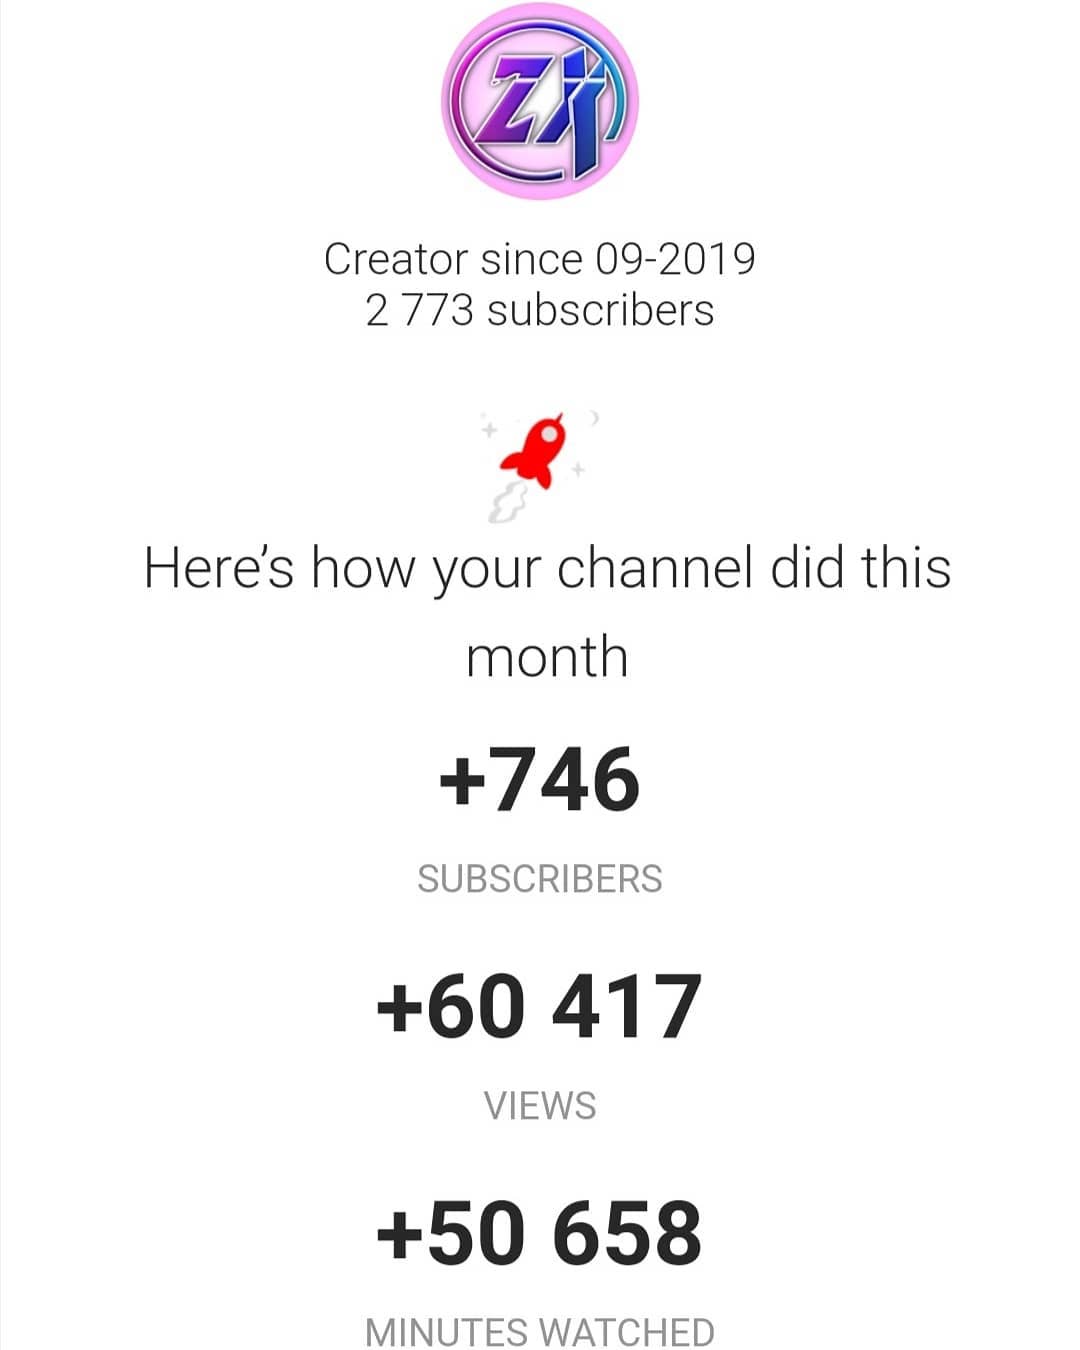 ZX
Creator since 09-2019
2 773 subscribers
Here's how your channel did this
month
+746
SUBSCRIBERS
+60 417
VIEWS
+50 658
MINUTES WATCHED